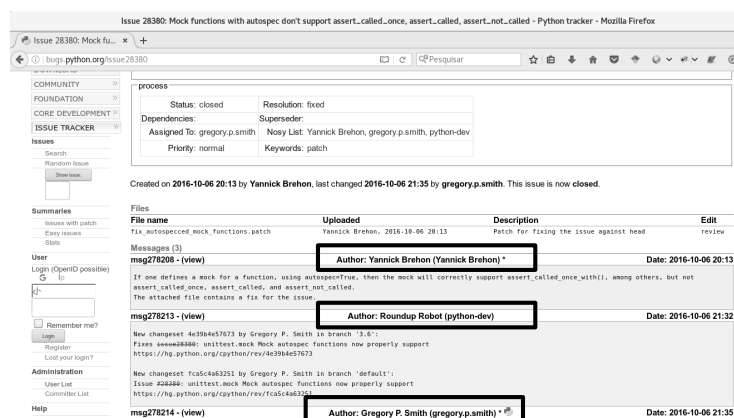 Issue 28380: Mock functions with autospec don't support assert_called_once, assert_called, assert_not_called - Python tracker - Mozilla Firefox
Issue 28380: Mock fu... × +
bugs.python.org/issue28380
Pesquisar
COMMUNITY »
FOUNDATION »
CORE DEVELOPMENT »
ISSUE TRACKER »
Issues
Search
Random Issue
Show issue:
Summaries
Issues with patch
Easy issues
Stats
User
Login (OpenID possible)
Remember me?
Login
Register
Lost your login?
Administration
User List
Committer List
Help
process
Status: closed Resolution: fixed
Dependencies: Superseder:
Assigned To: gregory.p.smith Nosy List: Yannick Brehon, gregory.p.smith, python-dev
Priority: normal Keywords: patch
Created on 2016-10-06 20:13 by Yannick Brehon, last changed 2016-10-06 21:35 by gregory.p.smith. This issue is now closed.
Files
File name Uploaded Description Edit
fix_autospecced_mock_functions.patch Yannick Brehon, 2016-10-06 20:13 Patch for fixing the issue against head review
Messages (3)
msg278208 - (view) Author: Yannick Brehon (Yannick Brehon) * Date: 2016-10-06 20:13
If one defines a mock for a function, using autospec=True, then the mock will correctly support assert_called_once_with(), among others, but not
assert_called_once, assert_called, and assert_not_called.
The attached file contains a fix for the issue.
msg278213 - (view) Author: Roundup Robot (python-dev) Date: 2016-10-06 21:32
New changeset 4e39b4e57673 by Gregory P. Smith in branch '3.6':
Fixes issue28380: unittest.mock Mock autospec functions now properly support
https://hg.python.org/cpython/rev/4e39b4e57673
New changeset fca5c4a63251 by Gregory P. Smith in branch 'default':
Issue #28380: unittest.mock Mock autospec functions now properly support
https://hg.python.org/cpython/rev/fca5c4a63251
msg278214 - (view) Author: Gregory P. Smith (gregory.p.smith) * Date: 2016-10-06 21:35